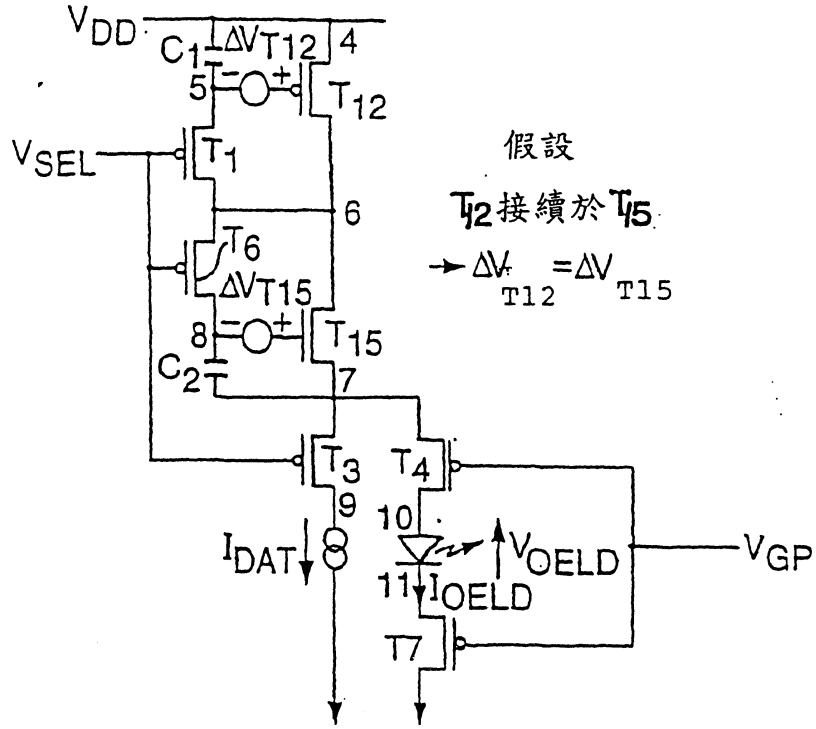 VDD
C1
ΔVT12
4
5
− +
T12
VSEL
T1
假設
T12接續於T15
→ ΔVT12 =ΔVT15
6
T6
ΔVT15
8
− +
T15
C2
7
T3
T4
9
10
IDAT
VOELD
VGP
11
IOELD
T7